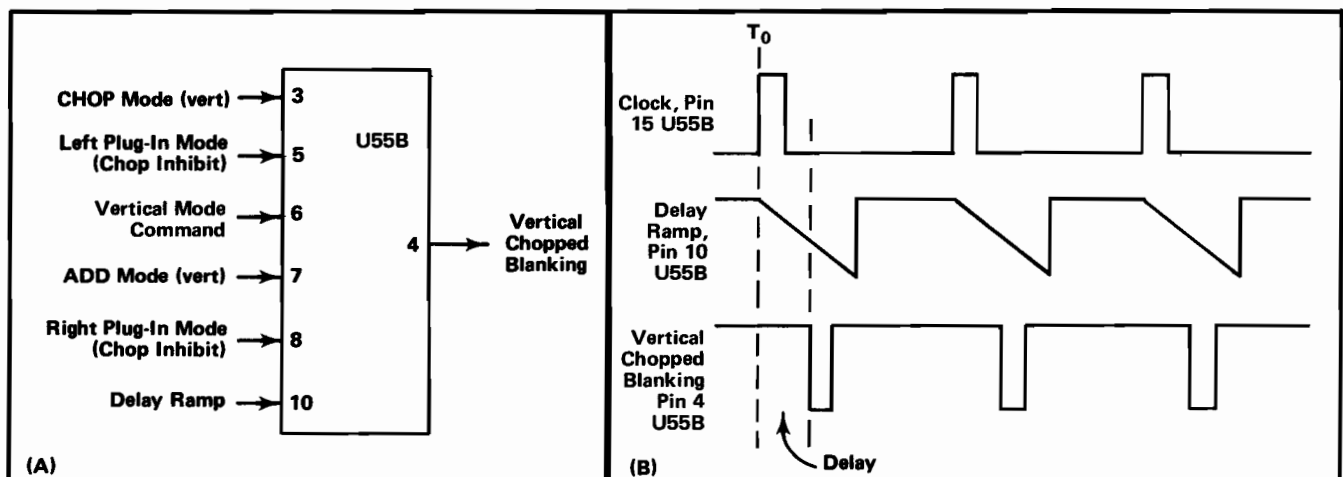 CHOP Mode (vert)
3
Left Plug-In Mode
(Chop Inhibit)
5
U55B
Vertical Mode
Command
6
4
Vertical
Chopped
Blanking
ADD Mode (vert)
7
Right Plug-In Mode
(Chop Inhibit)
8
Delay Ramp
10
(A)
T0
Clock, Pin
15 U55B
Delay
Ramp,
Pin 10
U55B
Vertical
Chopped
Blanking
Pin 4
U55B
Delay
(B)